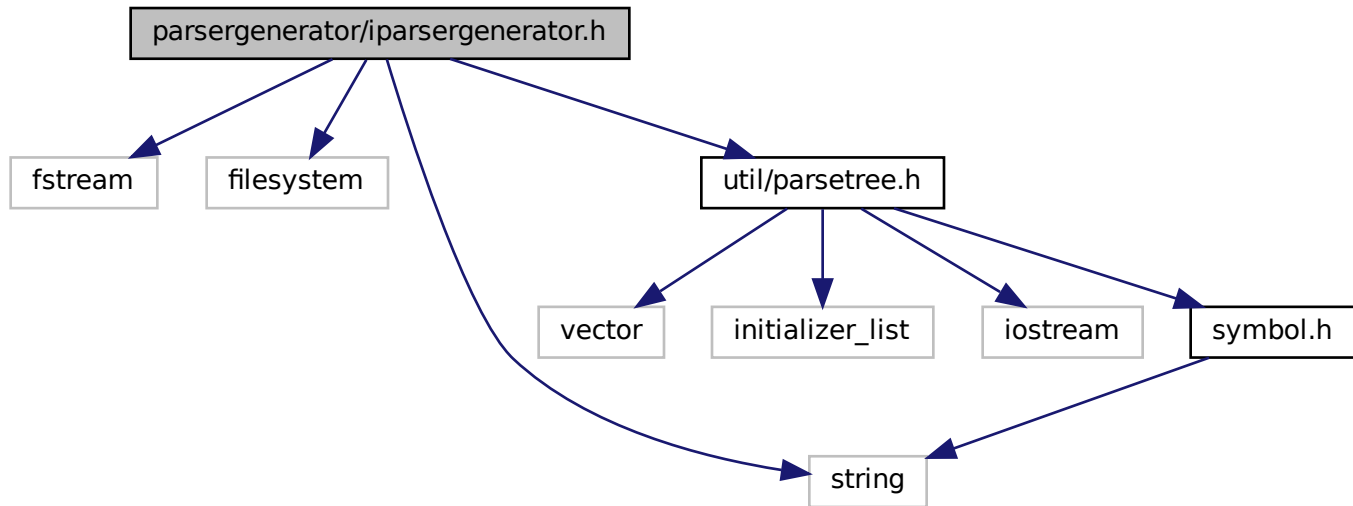 parsergenerator/iparsergenerator.h
fstream
filesystem
util/parsetree.h
vector
initializer_list
iostream
symbol.h
string